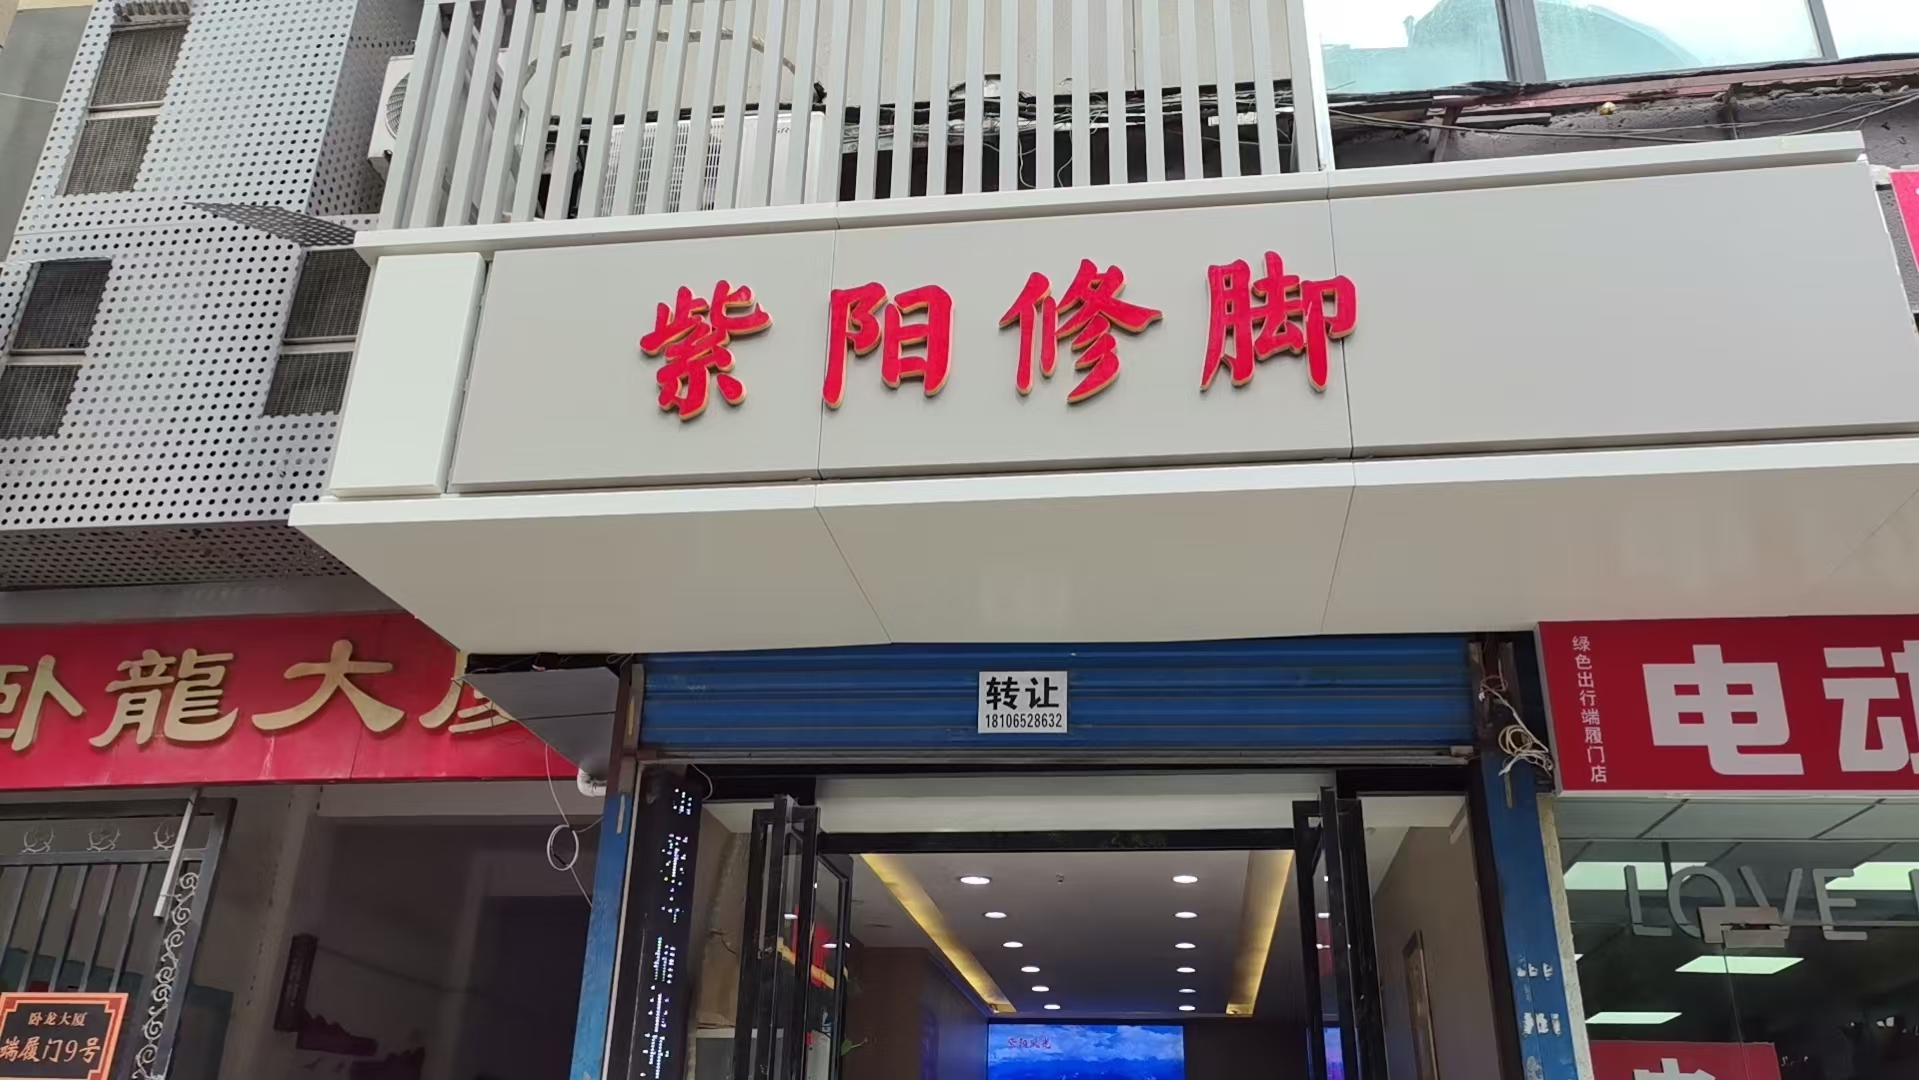 紫阳修脚
卧龍大厦
转让
18106528632
绿色出行端履门店
电动
LOVE
卧龙大厦
端履门9号